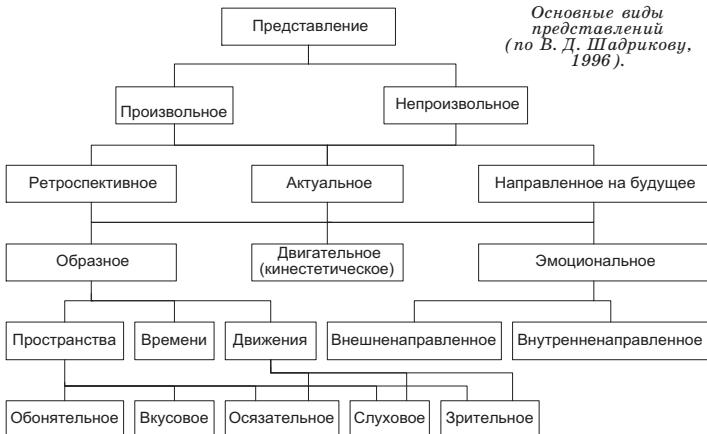 Основные виды
представлений
(по В. Д. Шадрикову,
1996).
Представление
Произвольное
Непроизвольное
Ретроспективное
Актуальное
Направленное на будущее
Образное
Двигательное
(кинестетическое)
Эмоциональное
Пространства
Времени
Движения
Внешненаправленное
Внутренненаправленное
Обонятельное
Вкусовое
Осязательное
Слуховое
Зрительное